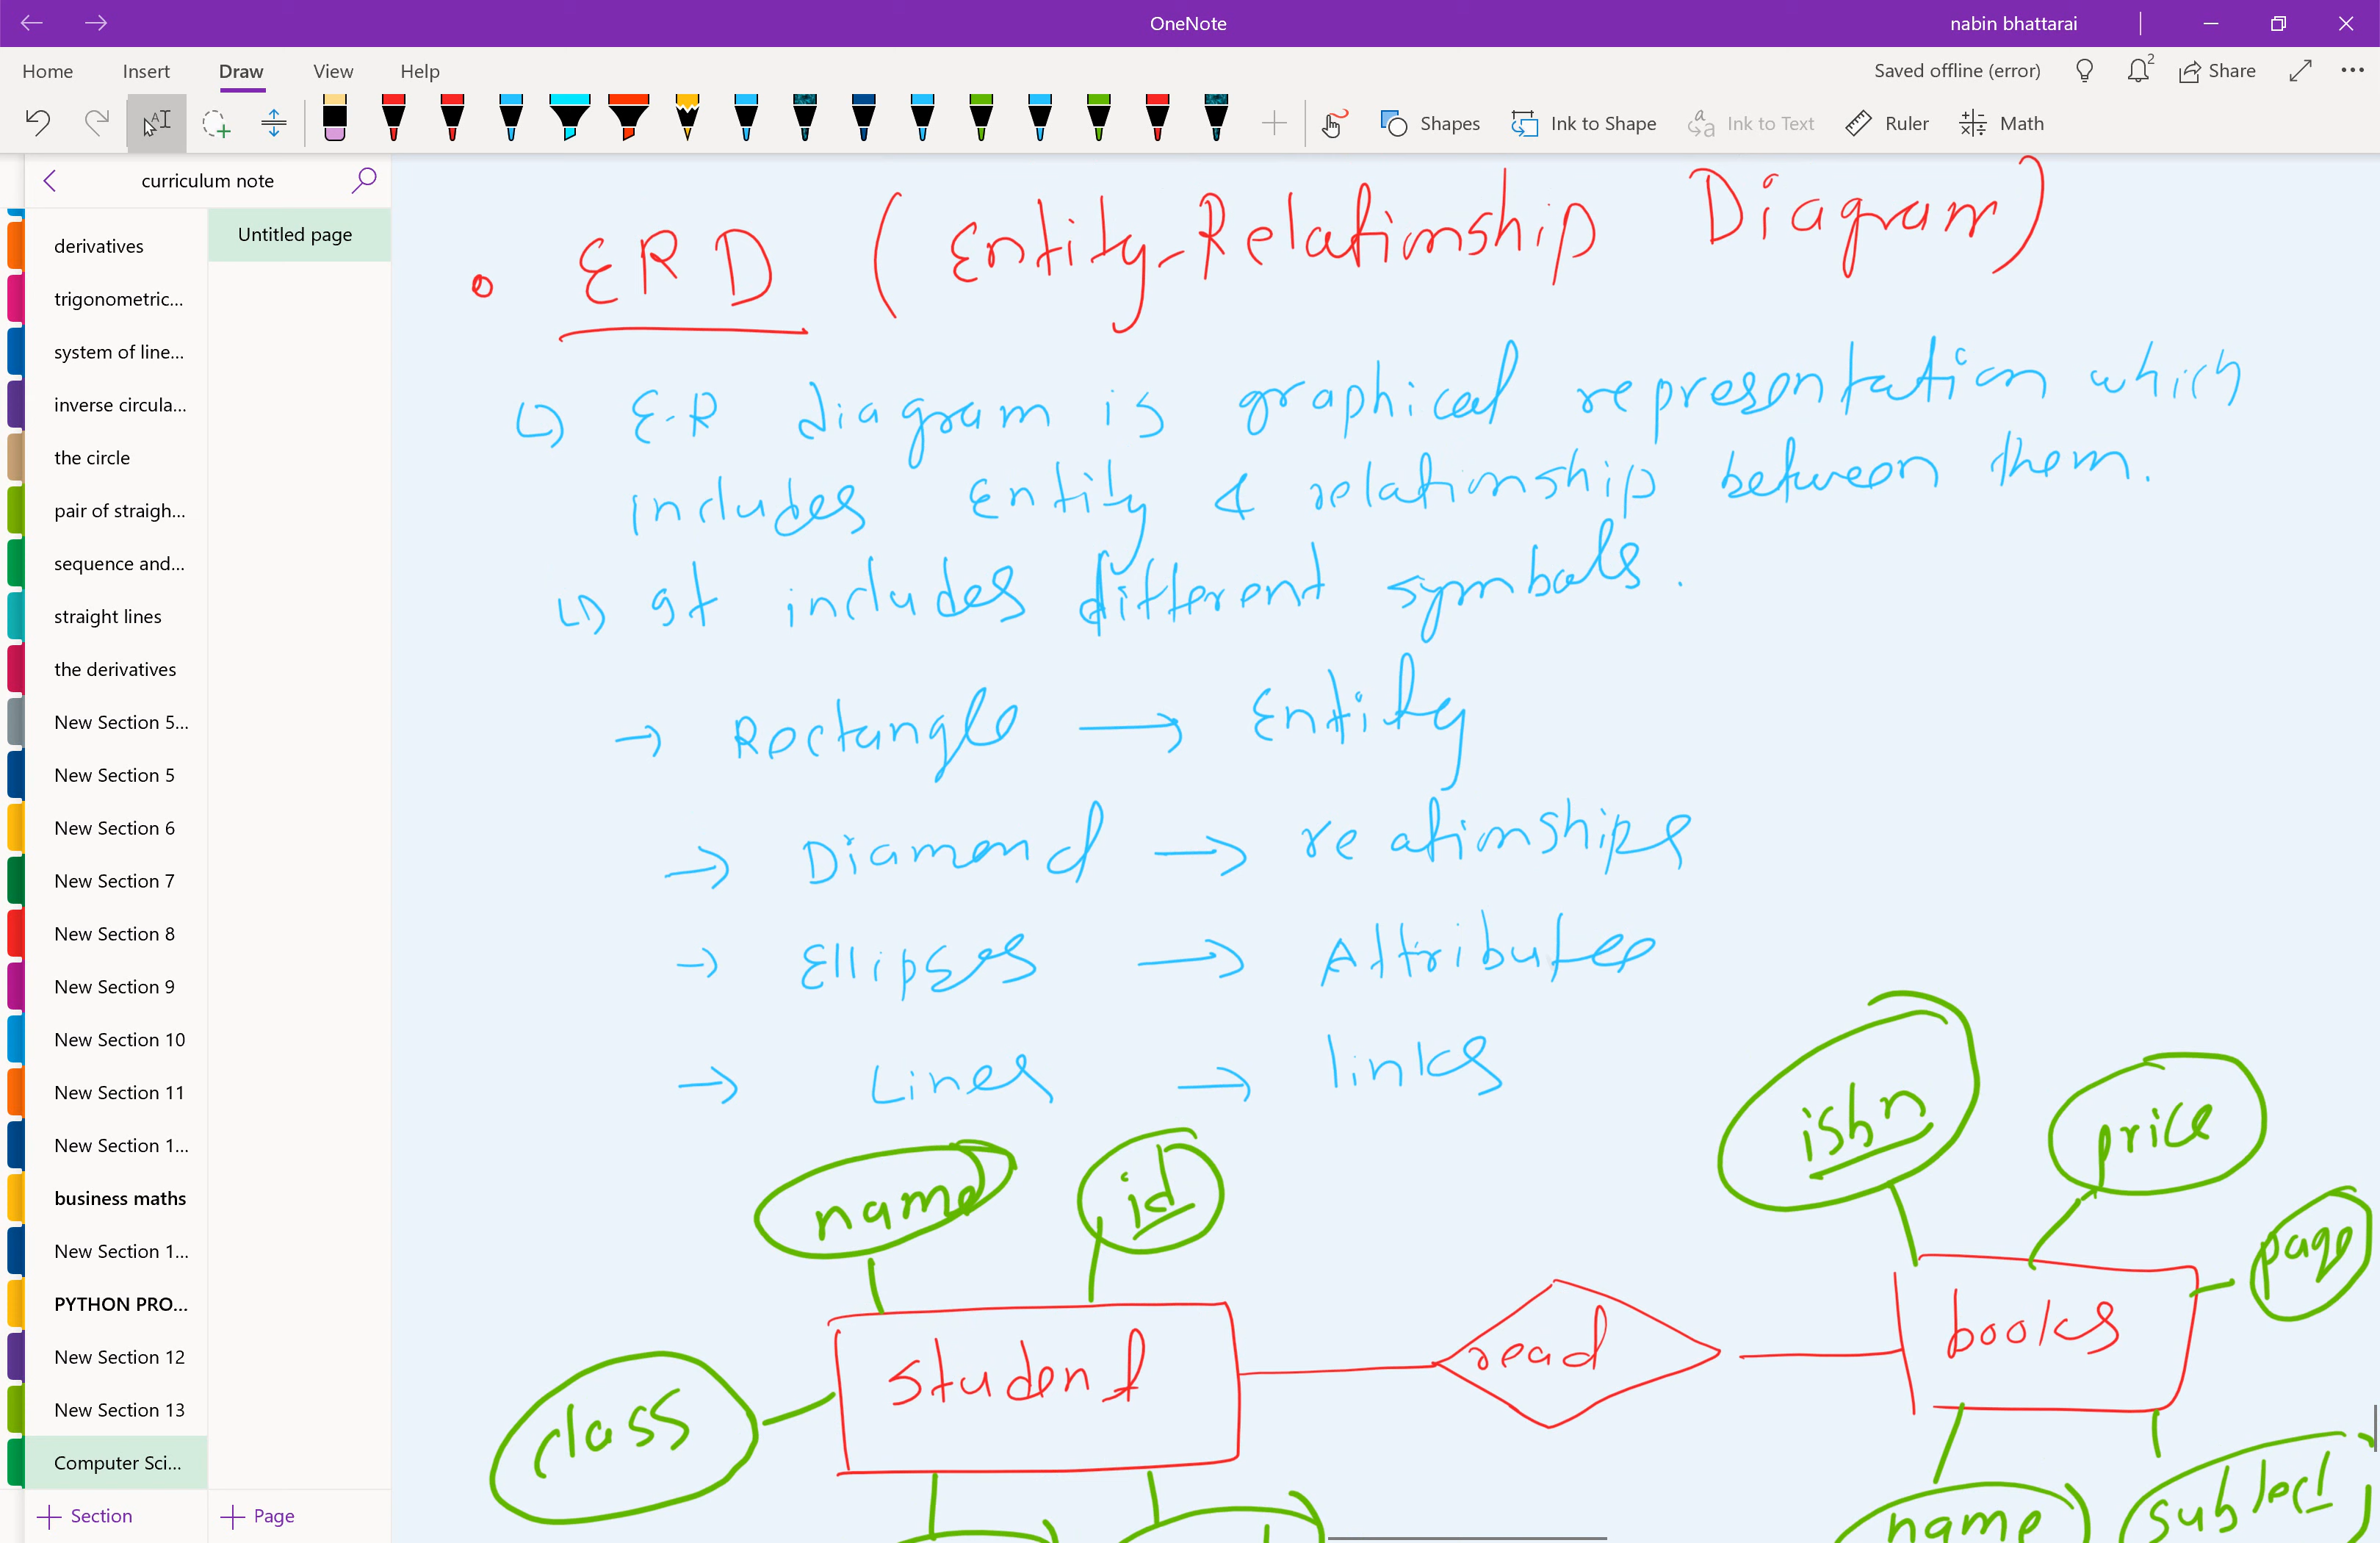 OneNote
nabin bhattarai
Home Insert Draw View Help
Saved offline (error)
2
Share
Shapes
Ink to Shape
Ink to Text
Ruler
Math
curriculum note
Untitled page
derivatives
trigonometric...
system of line...
inverse circula...
the circle
pair of straigh...
sequence and...
straight lines
the derivatives
New Section 5...
New Section 5
New Section 6
New Section 7
New Section 8
New Section 9
New Section 10
New Section 11
New Section 1...
business maths
New Section 1...
PYTHON PRO...
New Section 12
New Section 13
Computer Sci...
Section
Page
ERD (Entity-Relationship Diagram)
E-R diagram is graphical representation which
includes Entity & relationship between them.
It includes different symbols.
→ Rectangle → Entity
→ Diamond → re ationships
→ Ellipses → Attributes
→ Lines → links
name
id
isbn
price
page
class
student
read
books
name
subject